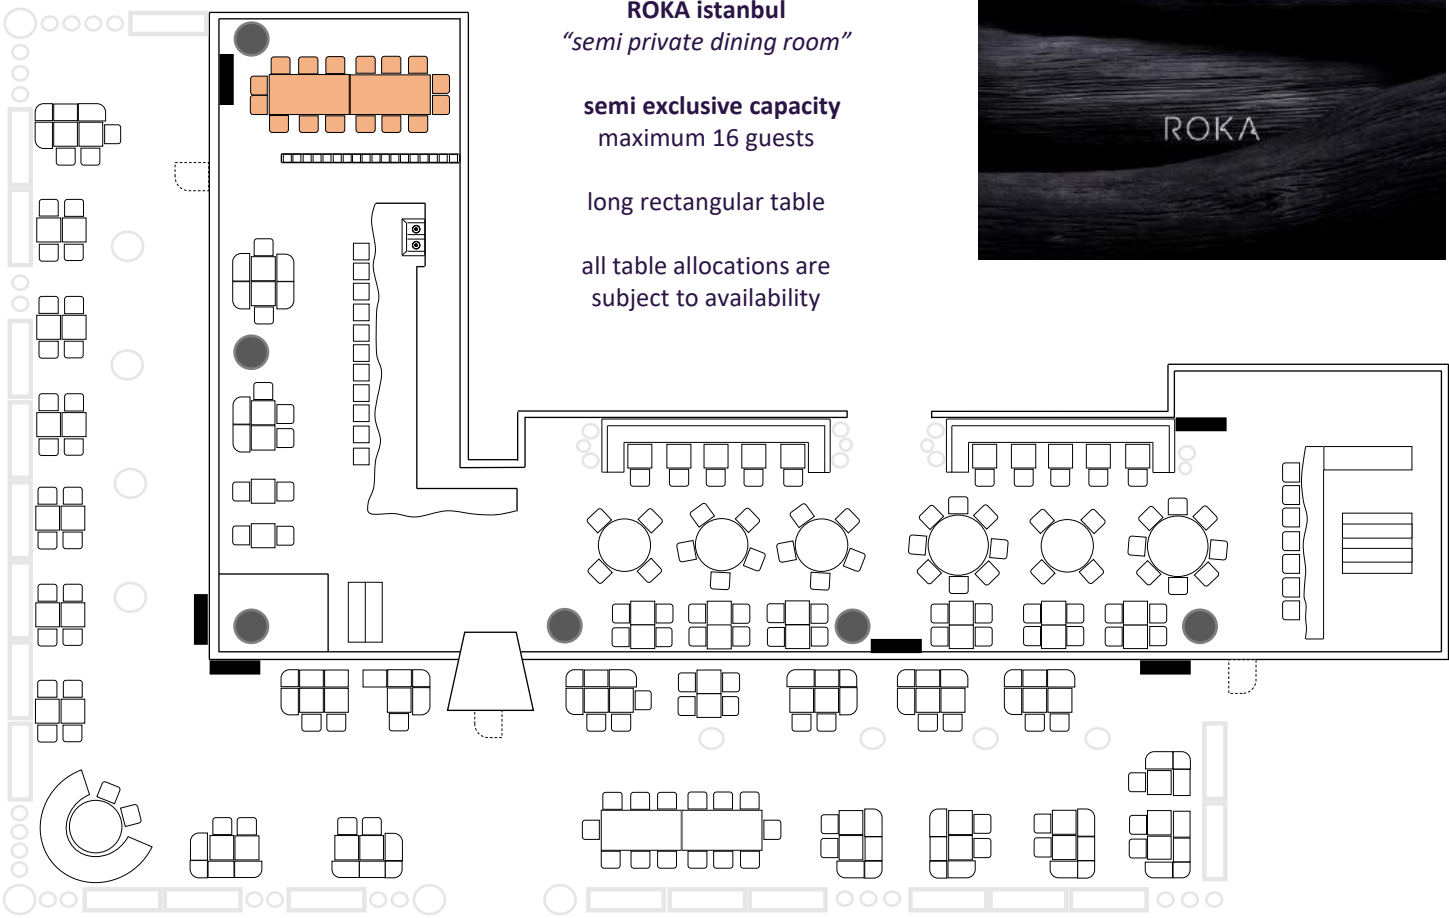 ROKA istanbul
“semi private dining room”
semi exclusive capacity
maximum 16 guests
long rectangular table
all table allocations are
subject to availability
ROKA